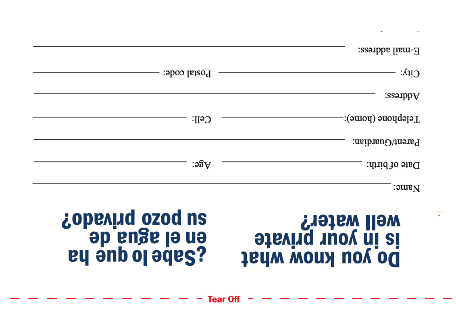 Tear Off
Do you know what
is in your private
well water?
¿Sabe lo que ha
en el agua de
su pozo privado?
Name:
Date of birth: Age:
Parent/Guardian:
Telephone (home): Cell:
Address:
City: Postal code:
E-mail address: